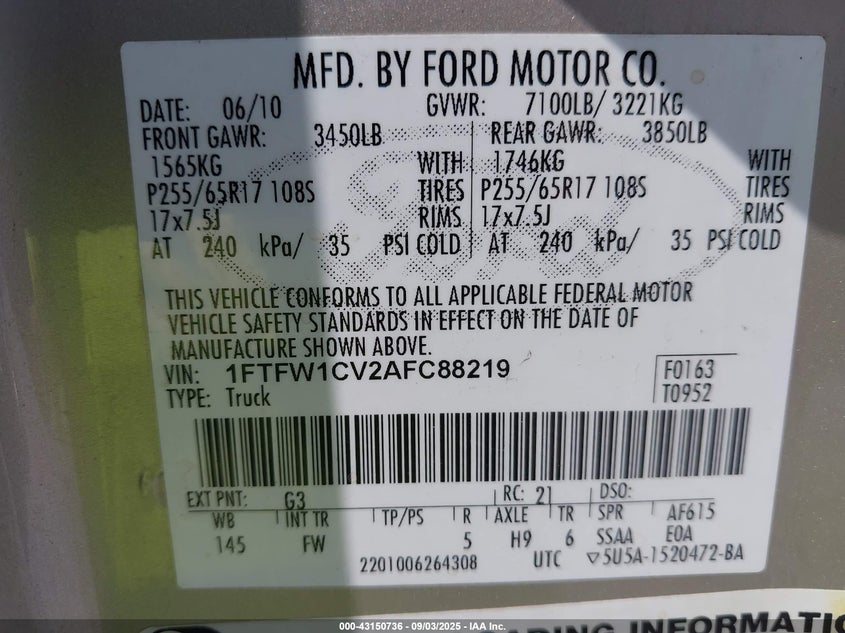 MFD. BY FORD MOTOR CO.
DATE: 06/10 GVWR: 7100LB/ 3221KG
FRONT GAWR: 3450LB REAR GAWR: 3850LB
1565KG WITH 1746KG WITH
P255/65R17 108S TIRES P255/65R17 108S TIRES
17x7.5J RIMS 17x7.5J RIMS
AT 240 kPa/ 35 PSI COLD AT 240 kPa/ 35 PSI COLD
THIS VEHICLE CONFORMS TO ALL APPLICABLE FEDERAL MOTOR
VEHICLE SAFETY STANDARDS IN EFFECT ON THE DATE OF
MANUFACTURE SHOWN ABOVE.
VIN: 1FTFW1CV2AFC88219 F0163
TYPE: Truck T0952
EXT PNT: G3 RC: 21 DSO:
WB INT TR TP/PS R AXLE TR SPR AF615
145 FW 5 H9 6 SSAA E0A
2201006264308 UTC ▽5U5A-1520472-BA
000-43150736 - 09/03/2025 - IAA Inc.
INFORMATION